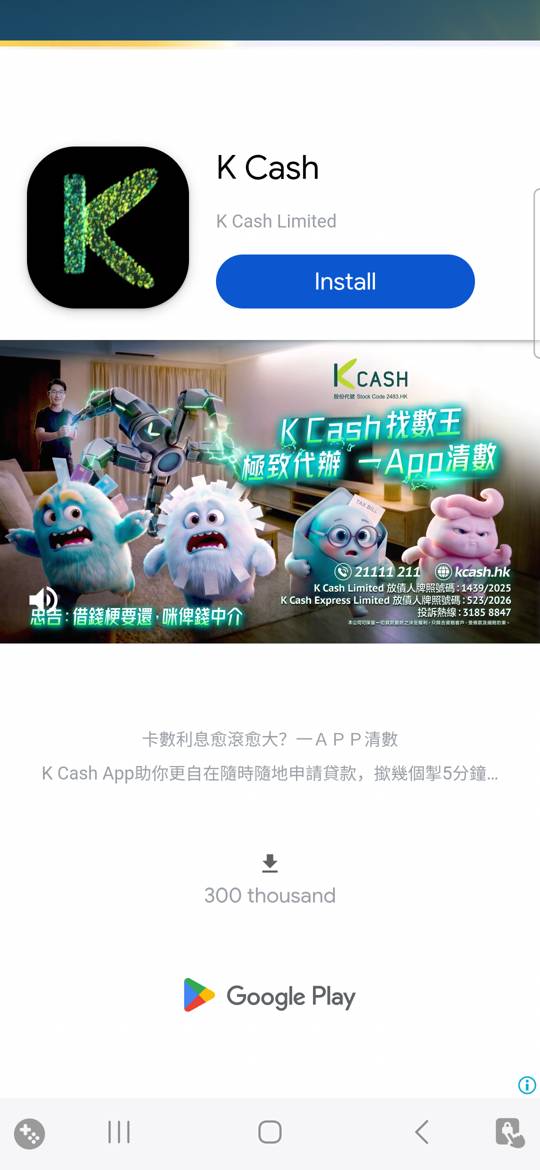 K Cash
K Cash Limited
Install
K CASH
股份代號 Stock Code 2483.HK
K Cash 找數王
極致代辦 一App清數
TAX BILL
21111 211 kcash.hk
K Cash Limited 放債人牌照號碼 : 1439/2025
K Cash Express Limited 放債人牌照號碼 : 523/2026
投訴熱線 : 3185 8847
忠告 : 借錢梗要還 · 咪俾錢中介
卡數利息愈滾愈大？一ＡＰＰ清數
K Cash App助你更自在隨時隨地申請貸款，撳幾個掣5分鐘...
300 thousand
Google Play